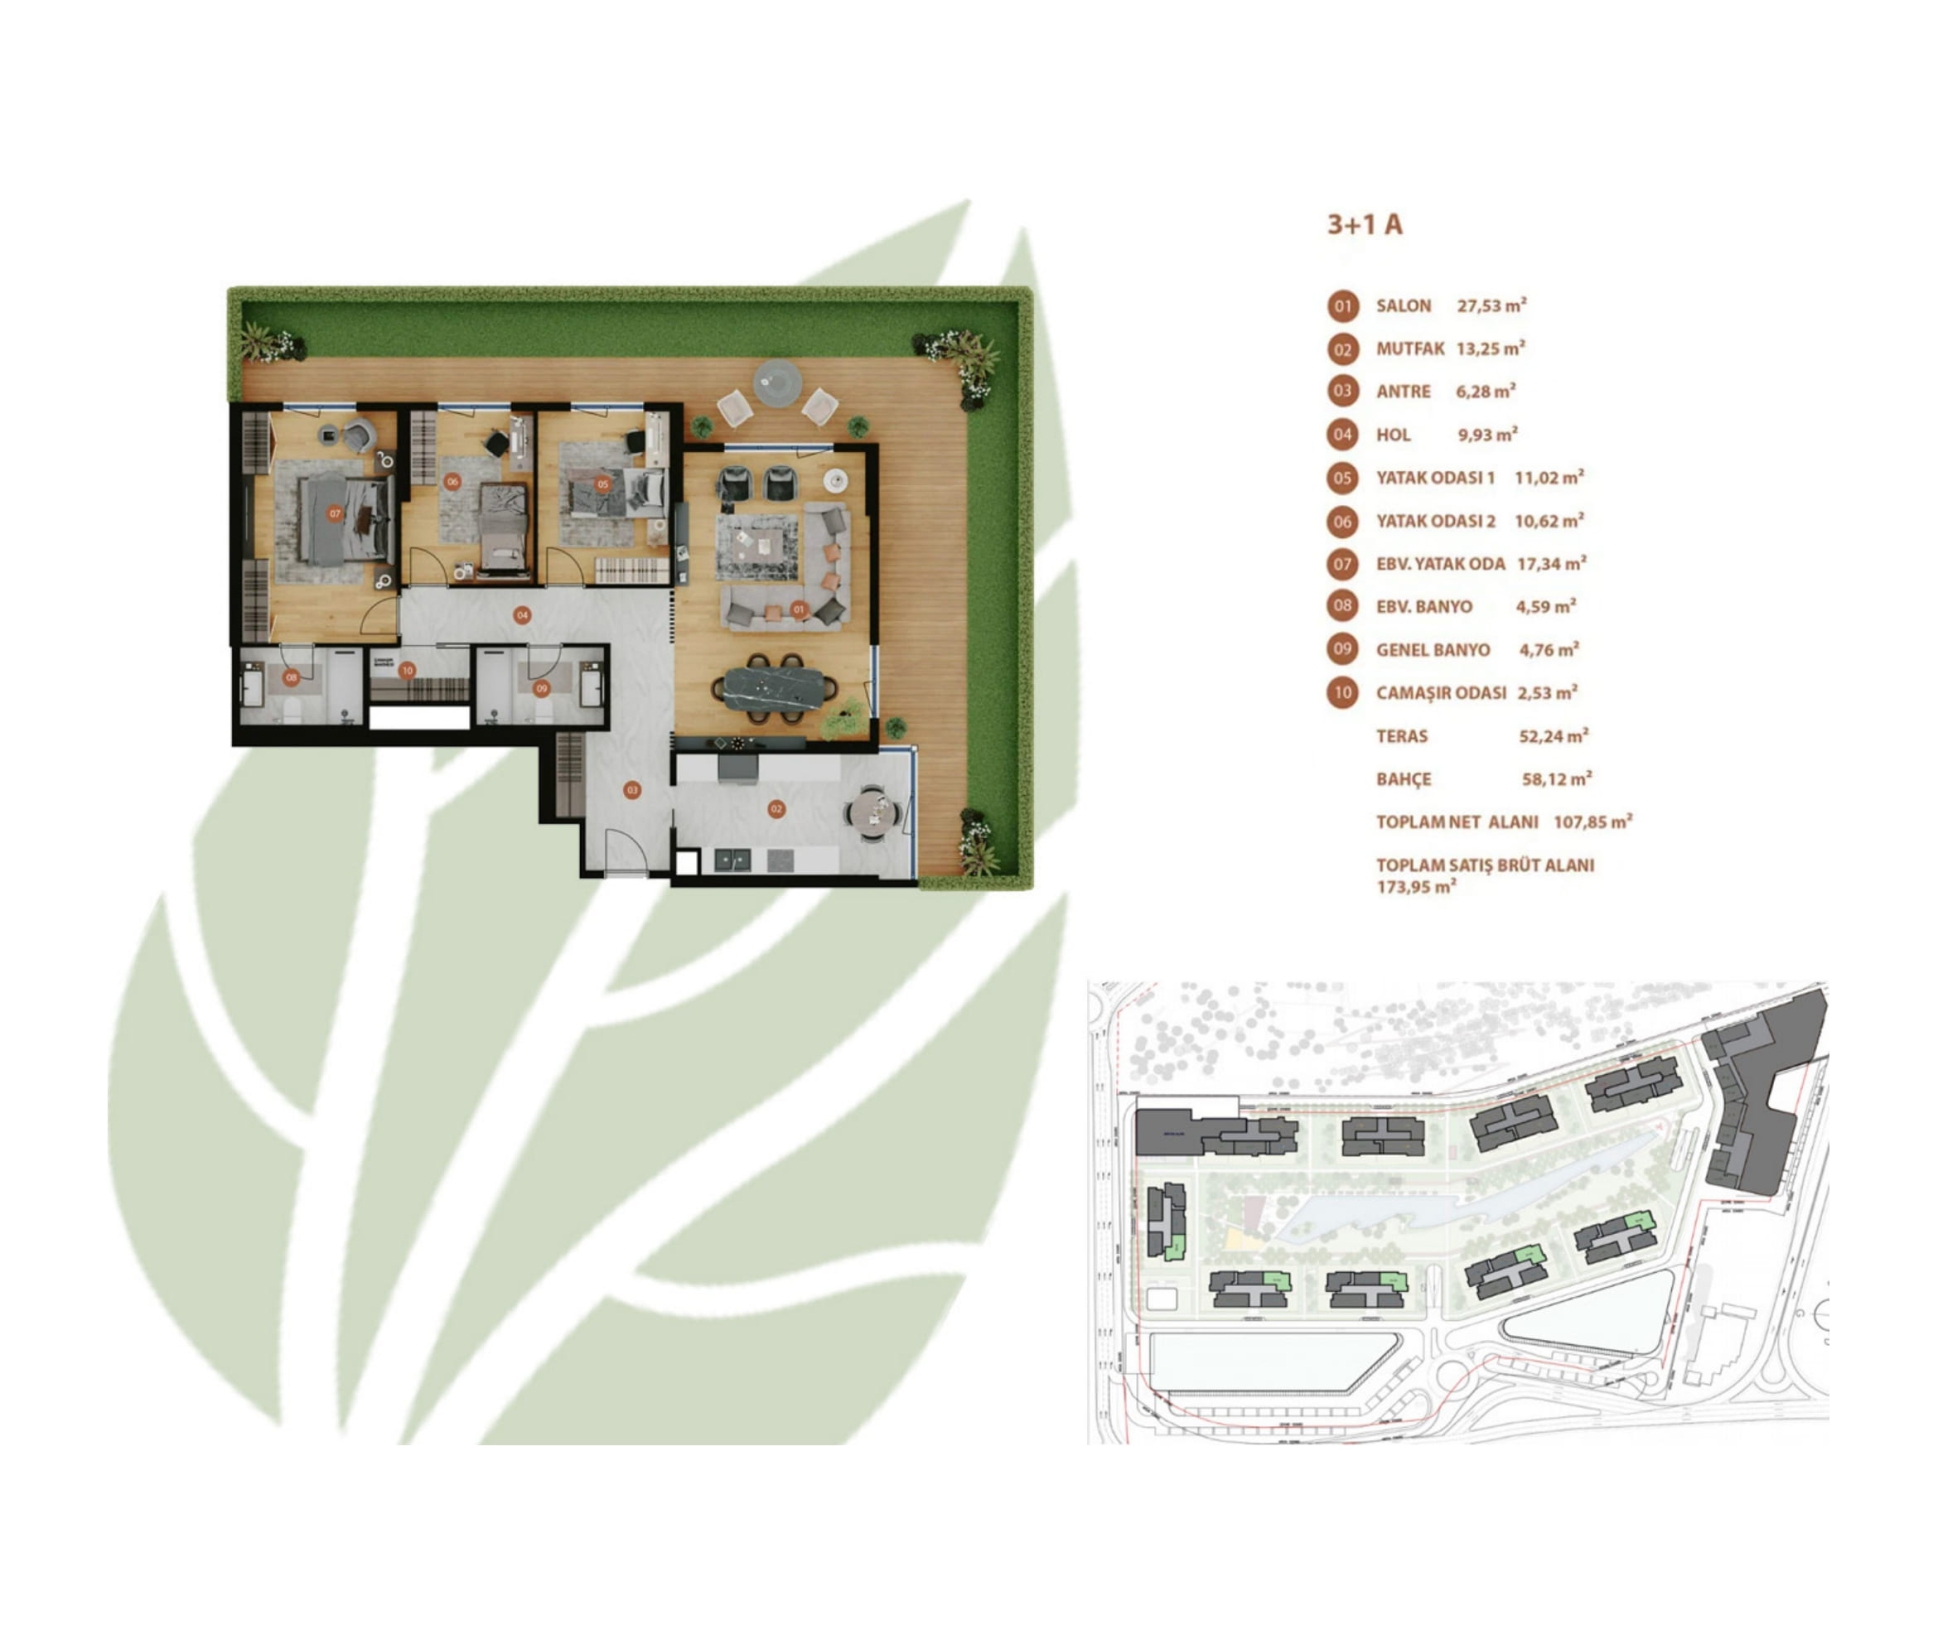 3+1 A
01 SALON 27,53 m²
02 MUTFAK 13,25 m²
03 ANTRE 6,28 m²
04 HOL 9,93 m²
05 YATAK ODASI 1 11,02 m²
06 YATAK ODASI 2 10,62 m²
07 EBV. YATAK ODA 17,34 m²
08 EBV. BANYO 4,59 m²
09 GENEL BANYO 4,76 m²
10 CAMAŞIR ODASI 2,53 m²
TERAS 52,24 m²
BAHÇE 58,12 m²
TOPLAM NET ALANI 107,85 m²
TOPLAM SATIŞ BRÜT ALANI
173,95 m²
07
06
05
04
01
08
10
09
03
02